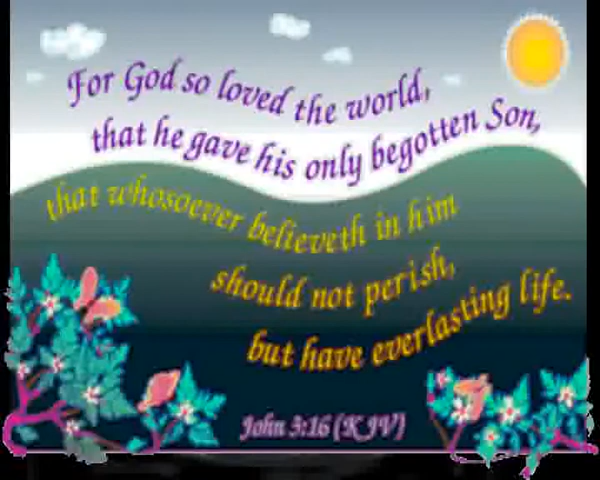 For God so loved the world,
that he gave his only begotten Son,
that whosoever believeth in him
should not perish,
but have everlasting life.
John 3:16 (KJV)